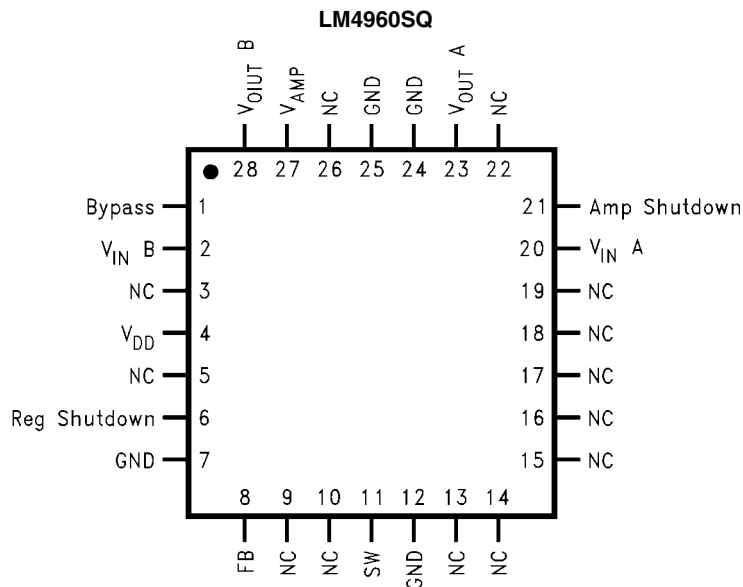 LM4960SQ
V_OIUT B
V_AMP
NC
GND
GND
V_OUT A
NC
28 27 26 25 24 23 22
Bypass 1 21 Amp Shutdown
V_IN B 2 20 V_IN A
NC 3 19 NC
V_DD 4 18 NC
NC 5 17 NC
Reg Shutdown 6 16 NC
GND 7 15 NC
8 9 10 11 12 13 14
FB
NC
NC
SW
GND
NC
NC